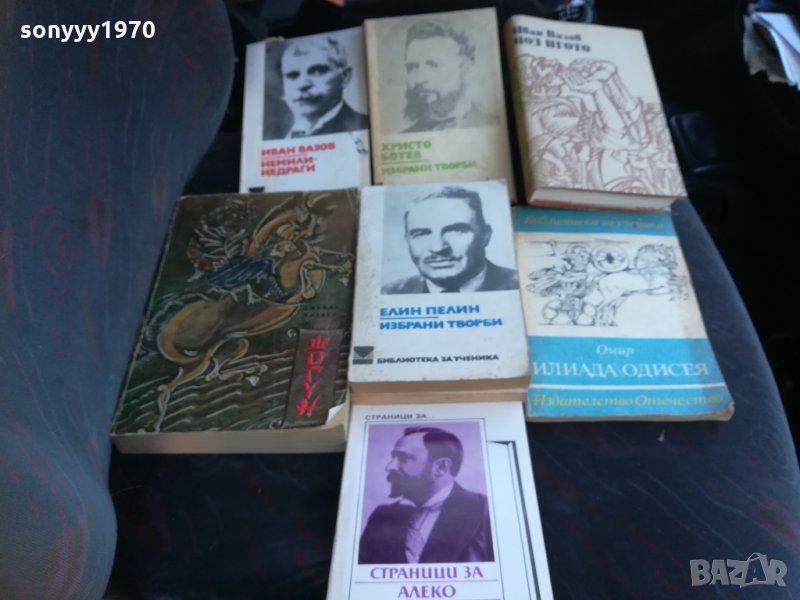 sonyyy1970
ИВАН ВАЗОВ
НЕМИЛИ-
НЕДРАГИ
ХРИСТО
БОТЕВ
ИЗБРАНИ ТВОРБИ
Иван Вазов
ПОД ИГОТО
ШОГУН
ЕЛИН ПЕЛИН
ИЗБРАНИ ТВОРБИ
БИБЛИОТЕКА ЗА УЧЕНИКА
Библиотека за ученика
Омир
ИЛИАДА\ОДИСЕЯ
Издателство Отечество
СТРАНИЦИ ЗА...
СТРАНИЦИ ЗА
АЛЕКО
BAZAR